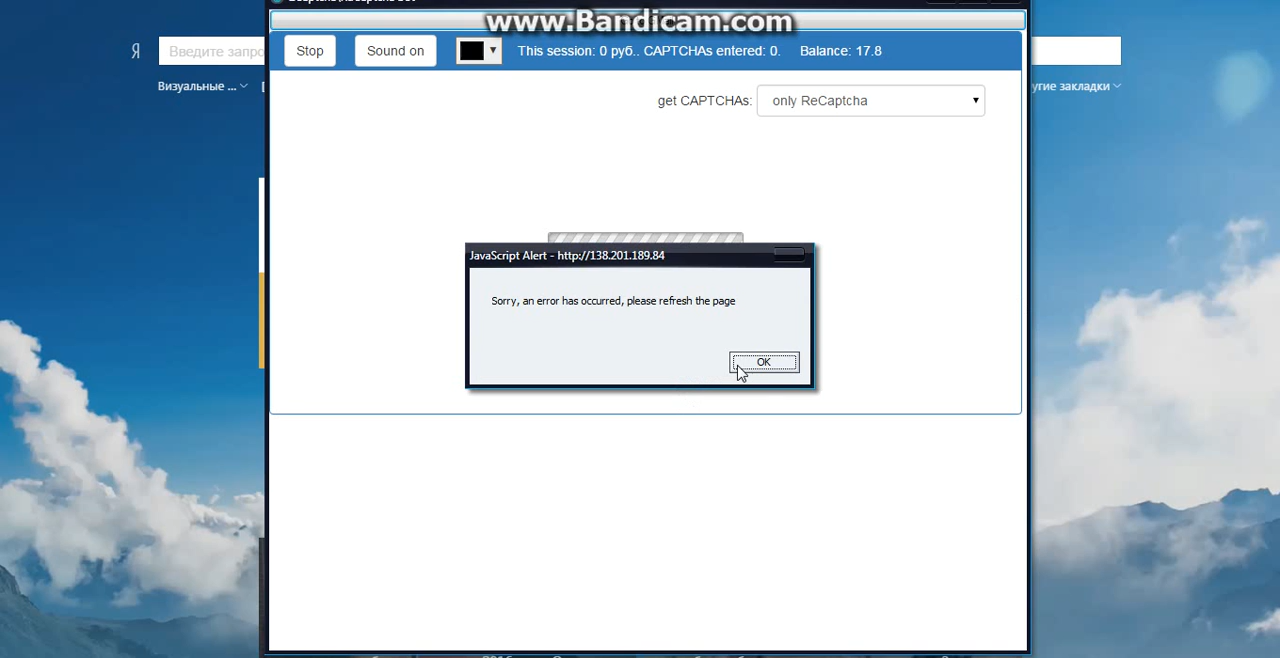 www.Bandicam.com
Я
Введите запро
Stop
Sound on
This session: 0 руб.. CAPTCHAs entered: 0.
Balance: 17.8
Визуальные ...
угие закладки
get CAPTCHAs:
only ReCaptcha
JavaScript Alert - http://138.201.189.84
Sorry, an error has occurred, please refresh the page
OK